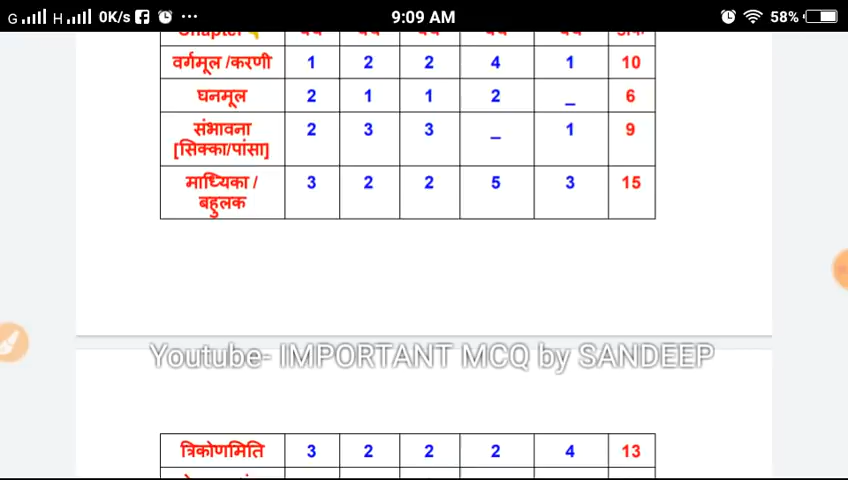 G H 0K/s 9:09 AM 58%
वर्गमूल /करणी 1 2 2 4 1 10
घनमूल 2 1 1 2 _ 6
संभावना 2 3 3 _ 1 9
[सिक्का/पांसा]
माध्यिका / 3 2 2 5 3 15
बहुलक
Youtube- IMPORTANT MCQ by SANDEEP
त्रिकोणमिति 3 2 2 2 4 13